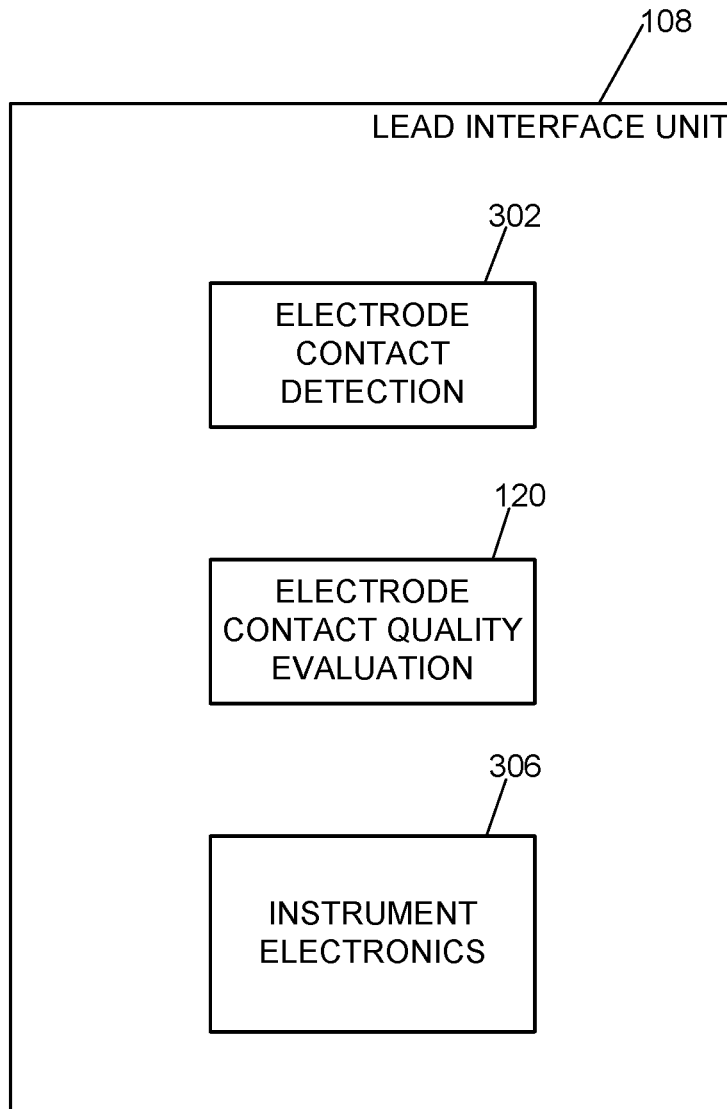 108
LEAD INTERFACE UNIT
302
ELECTRODE
CONTACT
DETECTION
120
ELECTRODE
CONTACT QUALITY
EVALUATION
306
INSTRUMENT
ELECTRONICS